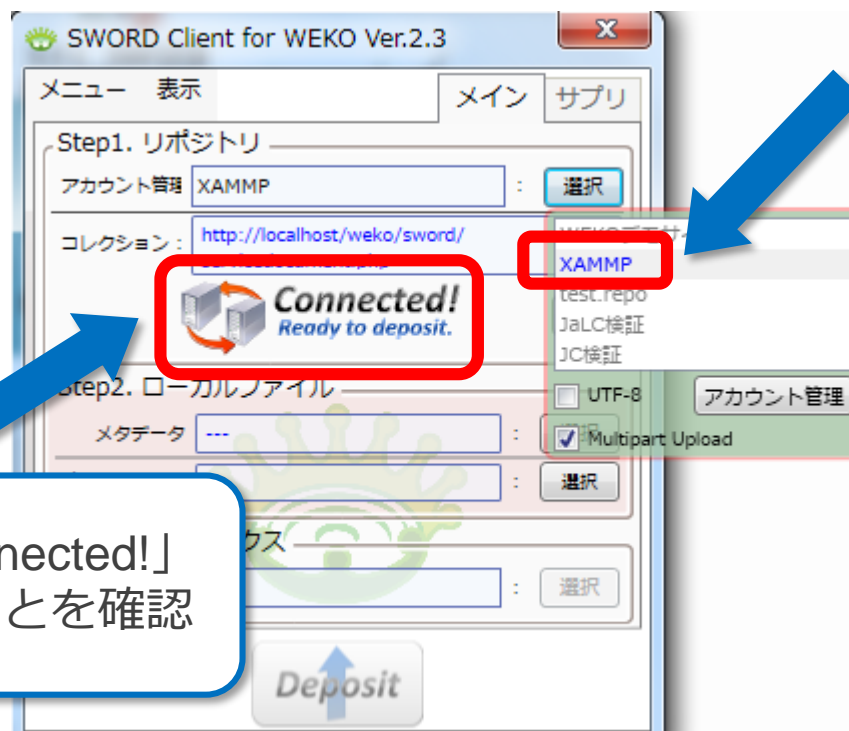 SWORD Client for WEKO Ver.2.3
x
メニュー 表示
メイン サプリ
Step1. リポジトリ
アカウント管理 XAMMP : 選択
コレクション : http://localhost/weko/sword/
XAMMP
test.repo
JaLC検証
JC検証
Connected!
Ready to deposit.
Step2. ローカルファイル
UTF-8 アカウント管理
メタデータ --- : 選択
Multipart Upload
: 選択
nected!」
とを確認
クス
: 選択
Deposit